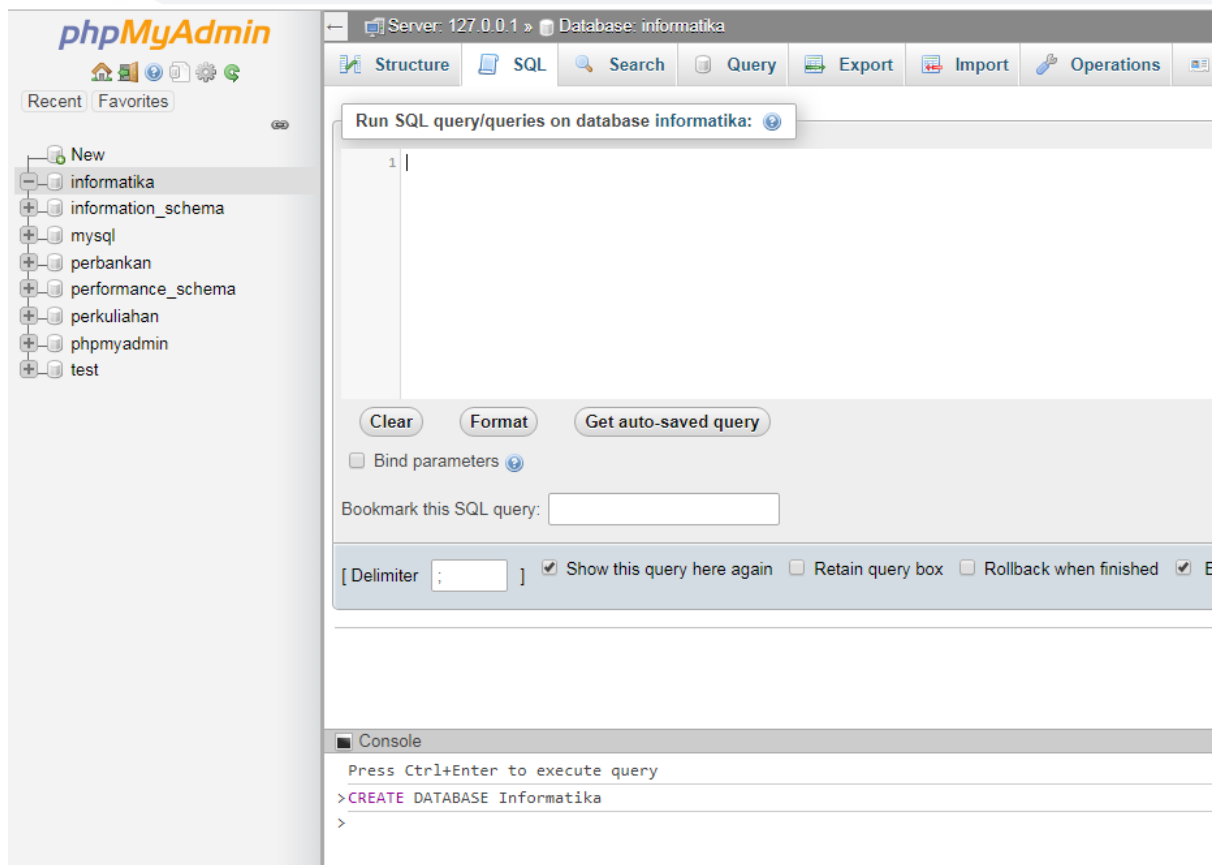 phpMyAdmin
Recent Favorites
New
informatika
information_schema
mysql
perbankan
performance_schema
perkuliahan
phpmyadmin
test
← Server: 127.0.0.1 » Database: informatika
Structure SQL Search Query Export Import Operations
Run SQL query/queries on database informatika:
1
Clear Format Get auto-saved query
Bind parameters
Bookmark this SQL query:
[ Delimiter ; ] Show this query here again Retain query box Rollback when finished
Console
Press Ctrl+Enter to execute query
>CREATE DATABASE Informatika
>